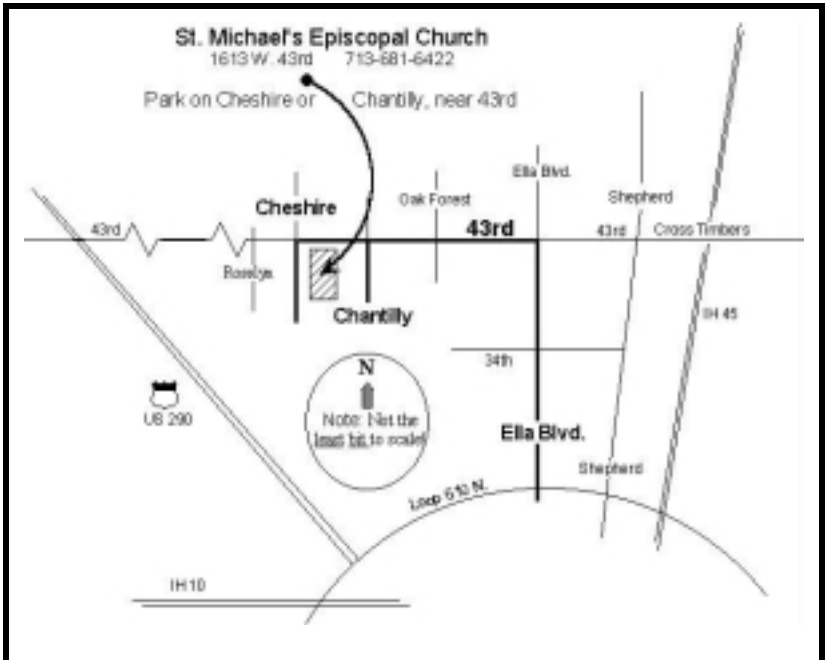 St. Michael's Episcopal Church
1613 W. 43rd 713-681-6422
Park on Cheshire or Chantilly, near 43rd
Ella Blvd.
Shepherd
Oak Forest
Cheshire
43rd
43rd
43rd
Cross Timbers
Rosslyn
Chantilly
IH 45
34th
N
Note: Not the
least bit to scale!
US 290
Ella Blvd.
Shepherd
Loop 610 N.
IH 10